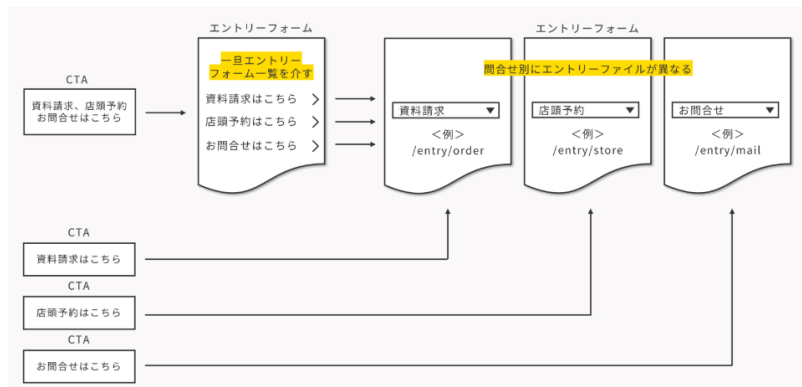 エントリーフォーム
一旦エントリー
フォーム一覧を介す
資料請求はこちら
店頭予約はこちら
お問合せはこちら
CTA
資料請求、店頭予約
お問合せはこちら
エントリーフォーム
問合せ別にエントリーファイルが異なる
資料請求 ▼
＜例＞
/entry/order
店頭予約 ▼
＜例＞
/entry/store
お問合せ ▼
＜例＞
/entry/mail
CTA
資料請求はこちら
CTA
店頭予約はこちら
CTA
お問合せはこちら